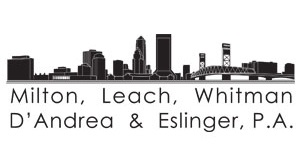 Milton, Leach, Whitman
D'Andrea & Eslinger, P.A.